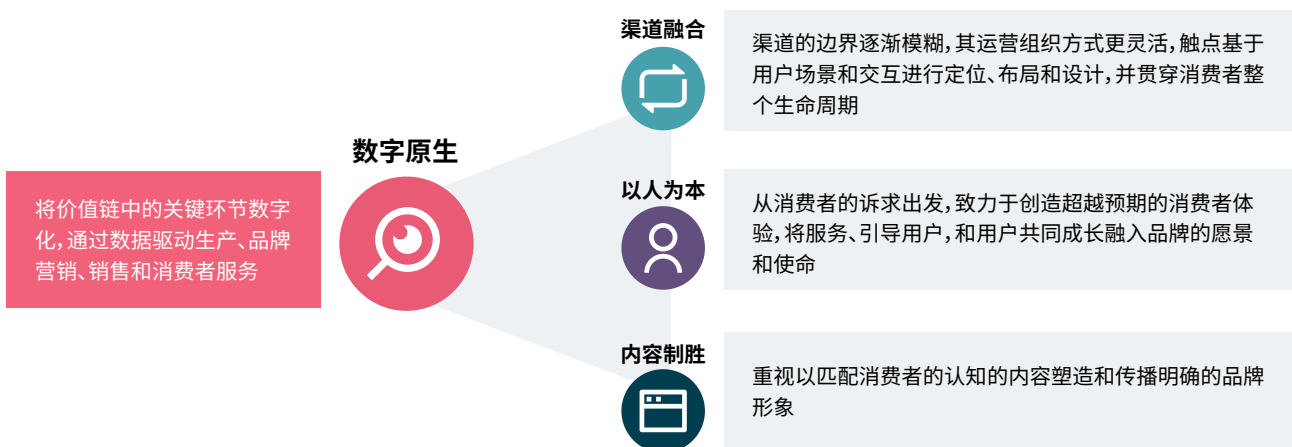 数字原生
将价值链中的关键环节数字
化，通过数据驱动生产、品牌
营销、销售和消费者服务
渠道融合
渠道的边界逐渐模糊，其运营组织方式更灵活，触点基于
用户场景和交互进行定位、布局和设计，并贯穿消费者整
个生命周期
以人为本
从消费者的诉求出发，致力于创造超越预期的消费者体
验，将服务、引导用户，和用户共同成长融入品牌的愿景
和使命
内容制胜
重视以匹配消费者的认知的内容塑造和传播明确的品牌
形象